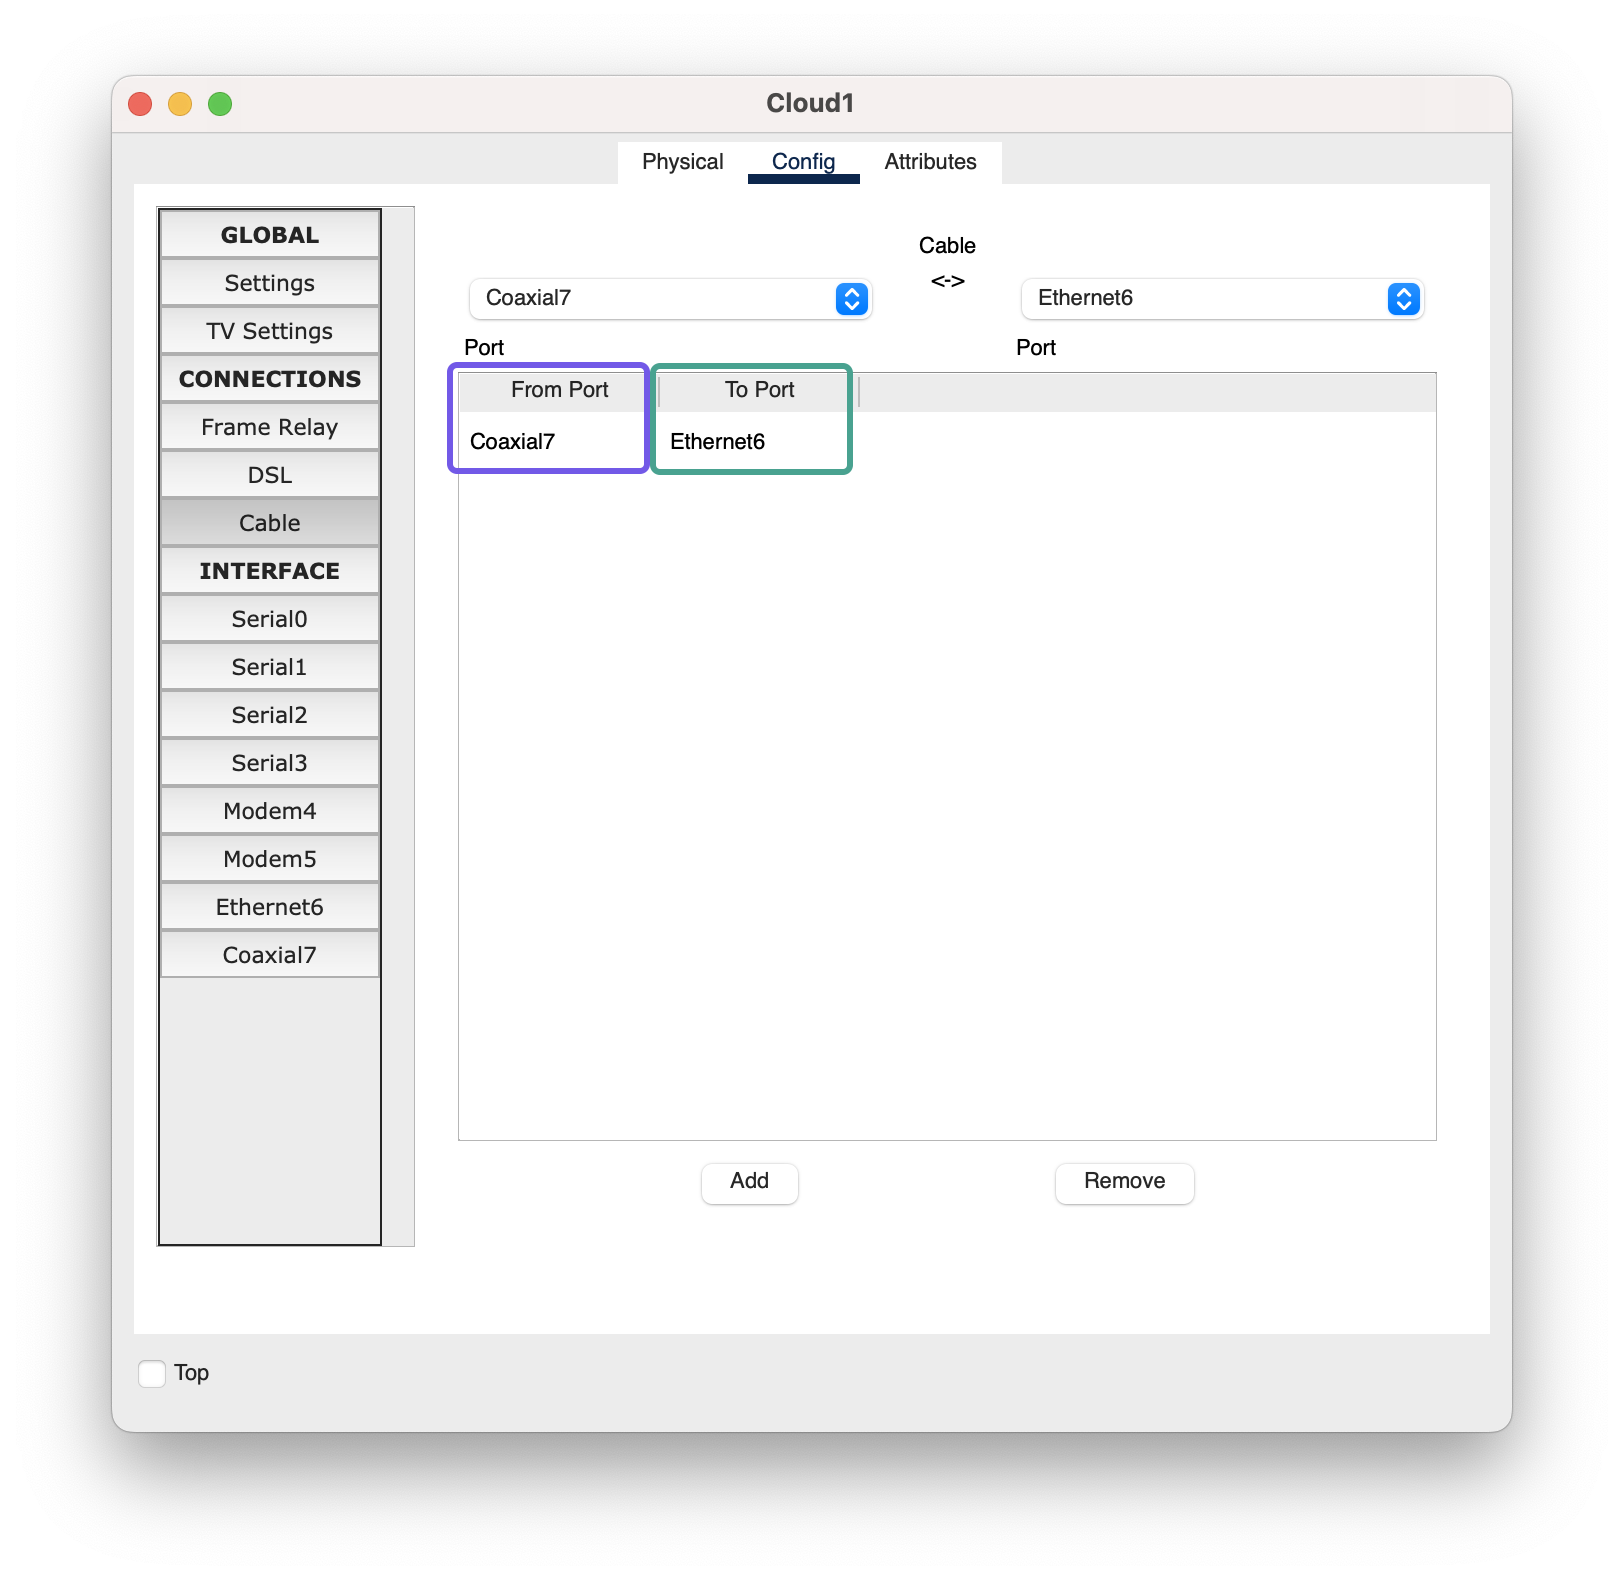 Cloud1
Physical Config Attributes
GLOBAL
Settings
TV Settings
CONNECTIONS
Frame Relay
DSL
Cable
INTERFACE
Serial0
Serial1
Serial2
Serial3
Modem4
Modem5
Ethernet6
Coaxial7
Cable
<->
Coaxial7 Ethernet6
Port Port
From Port To Port
Coaxial7 Ethernet6
Add Remove
Top